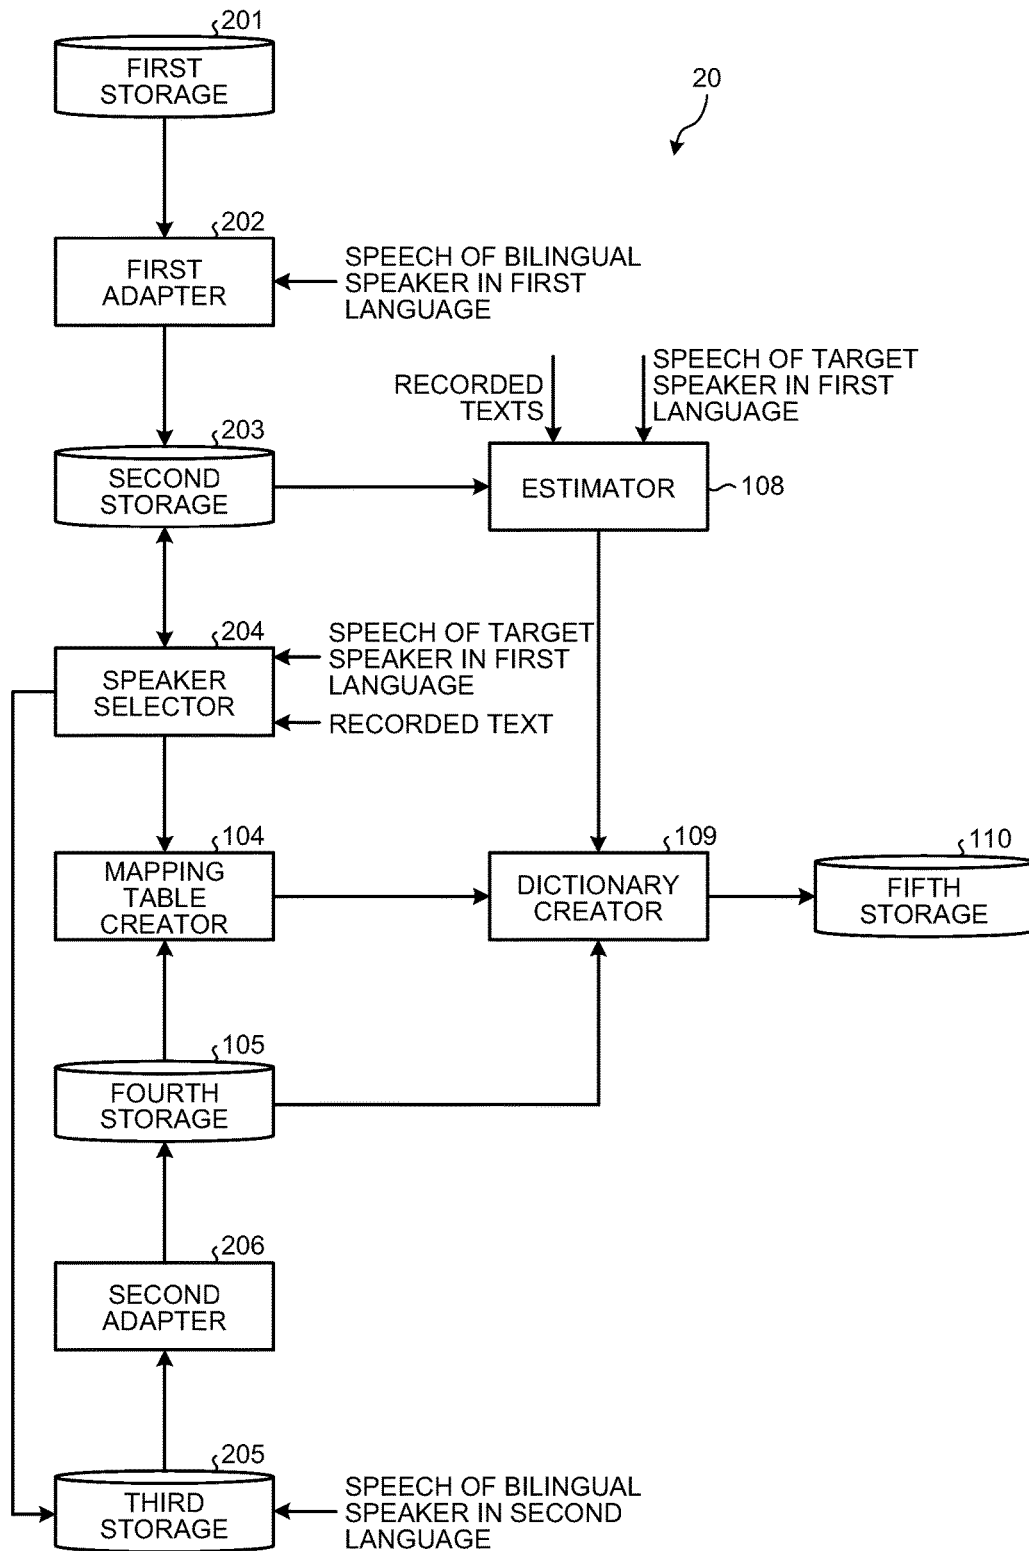 201
FIRST
STORAGE
20
202
FIRST
ADAPTER
SPEECH OF BILINGUAL
SPEAKER IN FIRST
LANGUAGE
RECORDED
TEXTS
SPEECH OF TARGET
SPEAKER IN FIRST
LANGUAGE
203
SECOND
STORAGE
ESTIMATOR
108
204
SPEAKER
SELECTOR
SPEECH OF TARGET
SPEAKER IN FIRST
LANGUAGE
RECORDED TEXT
104
MAPPING
TABLE
CREATOR
109
DICTIONARY
CREATOR
110
FIFTH
STORAGE
105
FOURTH
STORAGE
206
SECOND
ADAPTER
205
THIRD
STORAGE
SPEECH OF BILINGUAL
SPEAKER IN SECOND
LANGUAGE